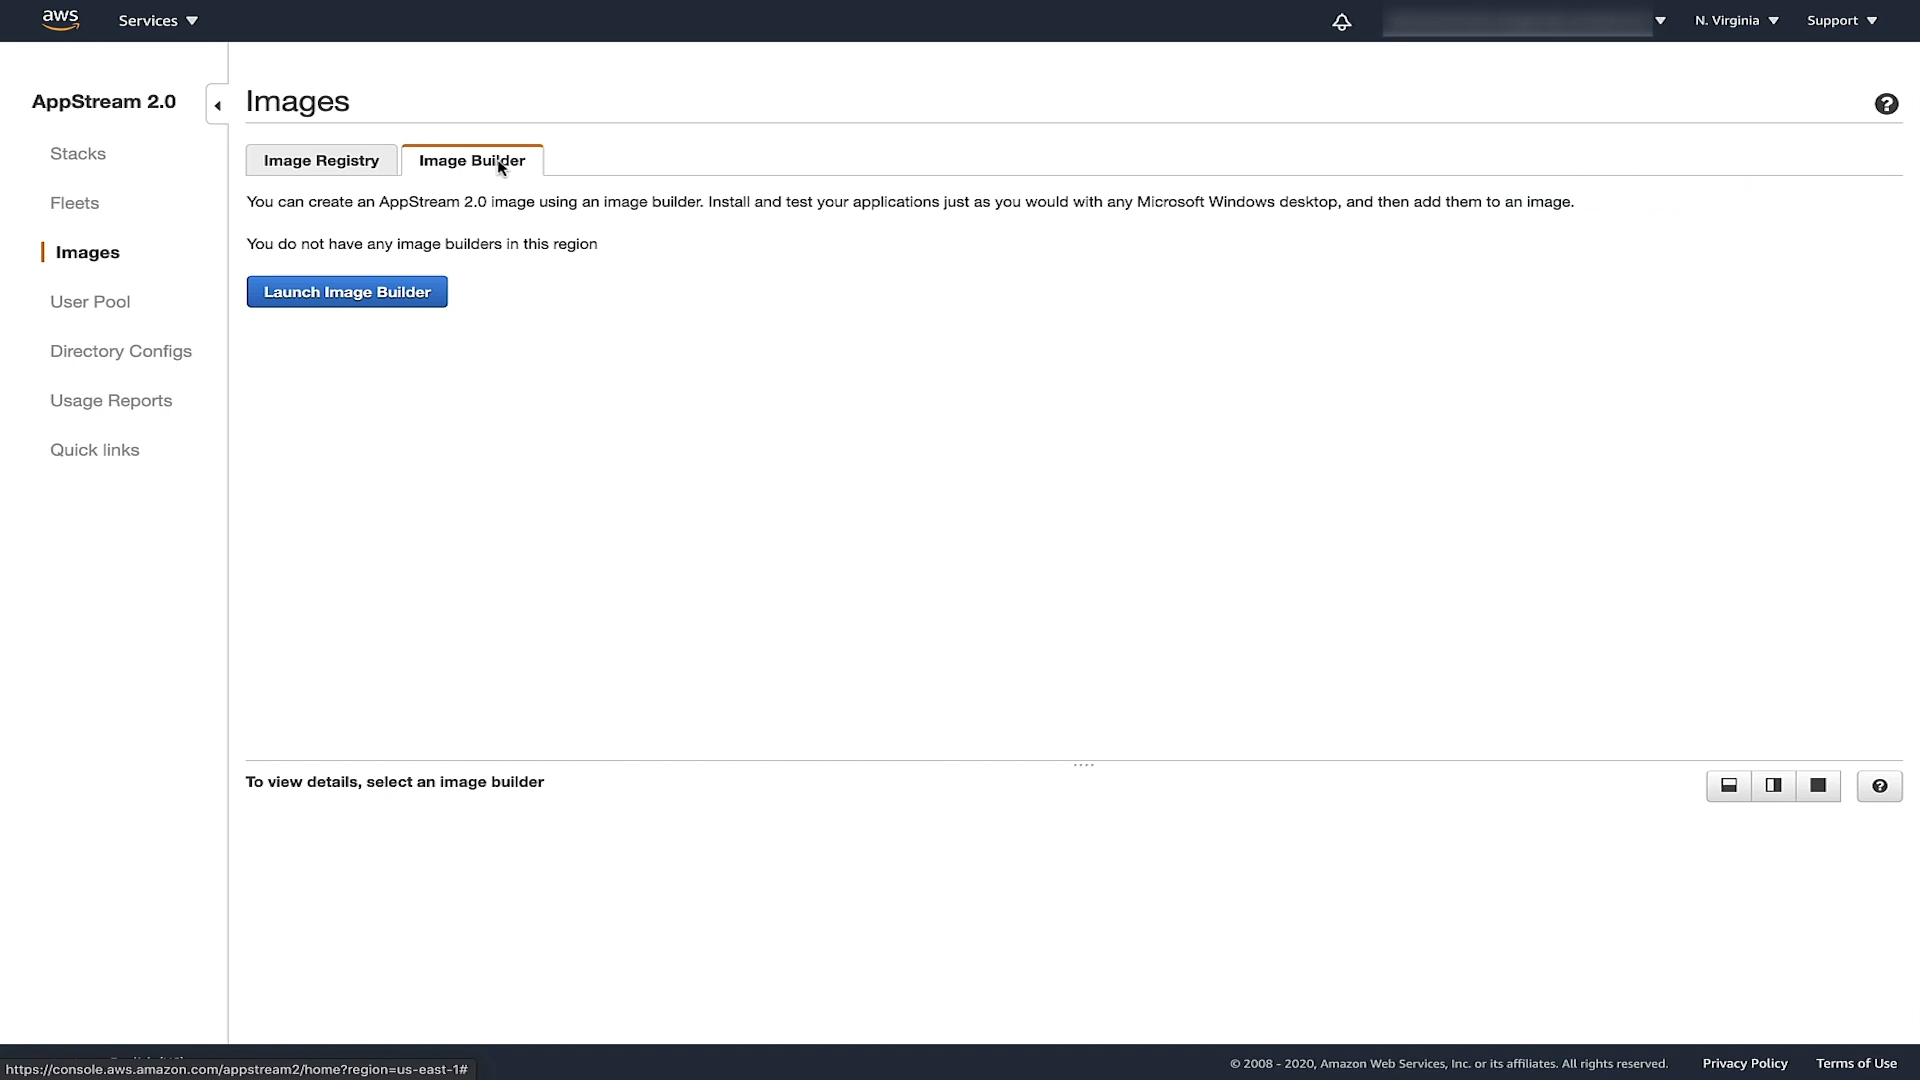 aws
Services
N. Virginia
Support
AppStream 2.0
Images
Stacks
Image Registry
Image Builder
Fleets
You can create an AppStream 2.0 image using an image builder. Install and test your applications just as you would with any Microsoft Windows desktop, and then add them to an image.
Images
You do not have any image builders in this region
User Pool
Launch Image Builder
Directory Configs
Usage Reports
Quick links
To view details, select an image builder
https://console.aws.amazon.com/appstream2/home?region=us-east-1#
© 2008 - 2020, Amazon Web Services, Inc. or its affiliates. All rights reserved.
Privacy Policy
Terms of Use